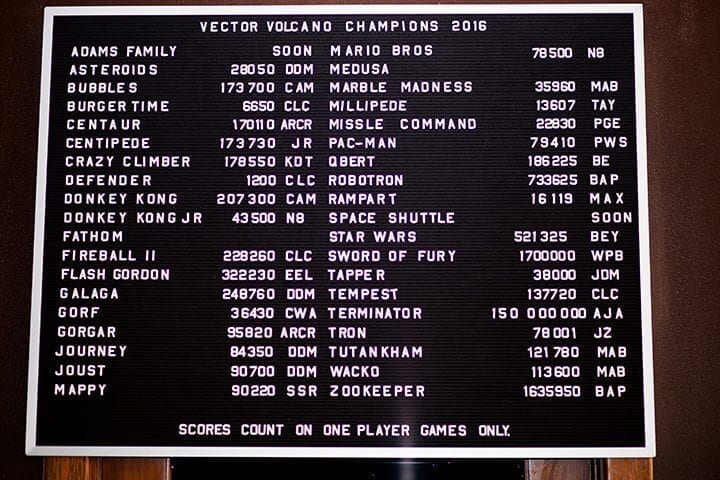 VECTOR VOLCANO CHAMPIONS 2016
ADAMS FAMILY SOON MARIO BROS 78500 N8
ASTEROIDS 28050 DDM MEDUSA
BUBBLES 173700 CAM MARBLE MADNESS 35960 MAB
BURGERTIME 6650 CLC MILLIPEDE 13607 TAY
CENTAUR 170110 ARCR MISSLE COMMAND 22830 PGE
CENTIPEDE 173730 JR PAC-MAN 79410 PWS
CRAZY CLIMBER 178550 KDT QBERT 186225 BE
DEFENDER 1200 CLC ROBOTRON 733625 BAP
DONKEY KONG 207300 CAM RAMPART 16119 MAX
DONKEY KONG JR 43500 N8 SPACE SHUTTLE SOON
FATHOM STAR WARS 521325 BEY
FIREBALL II 228260 CLC SWORD OF FURY 1700000 WPB
FLASH GORDON 322230 EEL TAPPER 38000 JDM
GALAGA 248760 DDM TEMPEST 137720 CLC
GORF 36430 CWA TERMINATOR 150 000 000 AJA
GORGAR 95820 ARCR TRON 78001 JZ
JOURNEY 84350 DDM TUTANKHAM 121780 MAB
JOUST 90700 DDM WACKO 113600 MAB
MAPPY 90220 SSR ZOOKEEPER 1635950 BAP
SCORES COUNT ON ONE PLAYER GAMES ONLY.